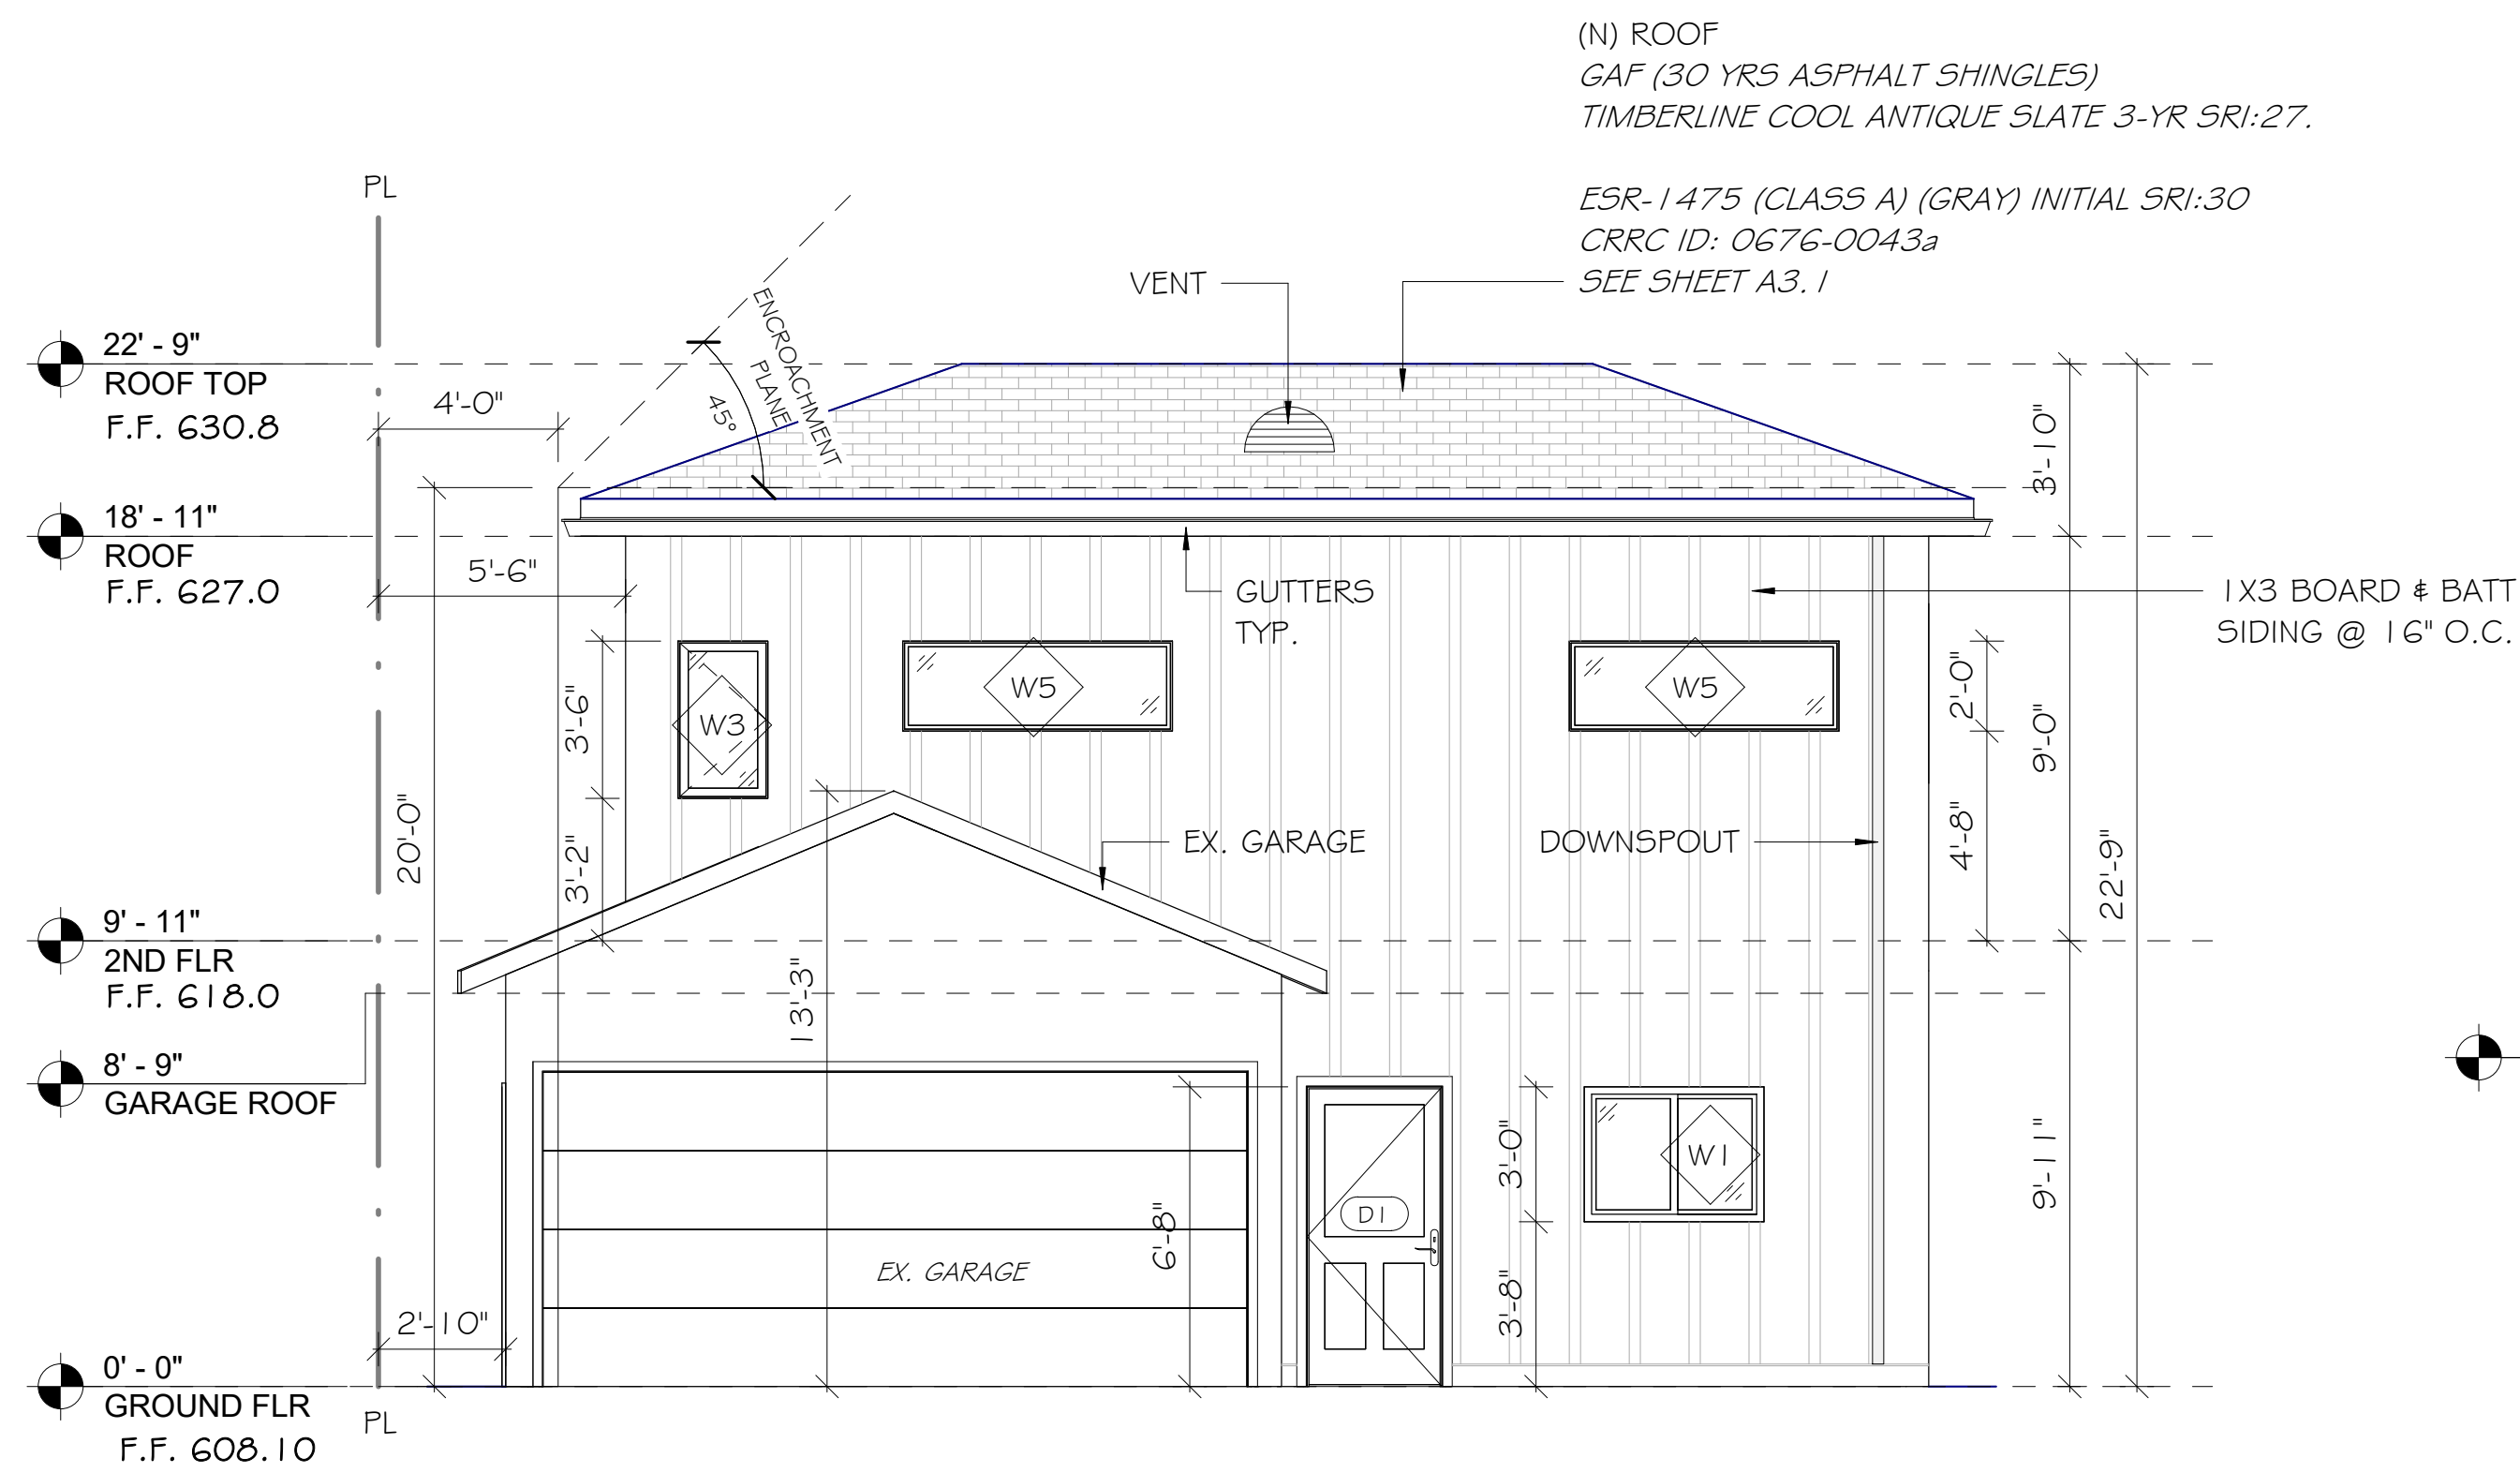 (N) ROOF
GAF (30 YRS ASPHALT SHINGLES)
TIMBERLINE COOL ANTIQUE SLATE 3-YR SRI:27.
ESR-1475 (CLASS A) (GRAY) INITIAL SRI:30
CRRC ID: 0676-0043a
SEE SHEET A3.1
PL
VENT
ENCROACHMENT
PLANE
45°
22' - 9"
ROOF TOP
F.F. 630.8
4'-0"
3'-10"
18' - 11"
ROOF
F.F. 627.0
5'-6"
GUTTERS
TYP.
1X3 BOARD & BATT
SIDING @ 16" O.C.
W3
W5
W5
3'-6"
2'-0"
9'-0"
20'-0"
3'-2"
EX. GARAGE
DOWNSPOUT
4'-8"
22'-9"
9' - 11"
2ND FLR
F.F. 618.0
13'-3"
8' - 9"
GARAGE ROOF
6'-8"
D1
3'-0"
W1
9'-11"
EX. GARAGE
3'-8"
2'-10"
0' - 0"
GROUND FLR
F.F. 608.10
PL